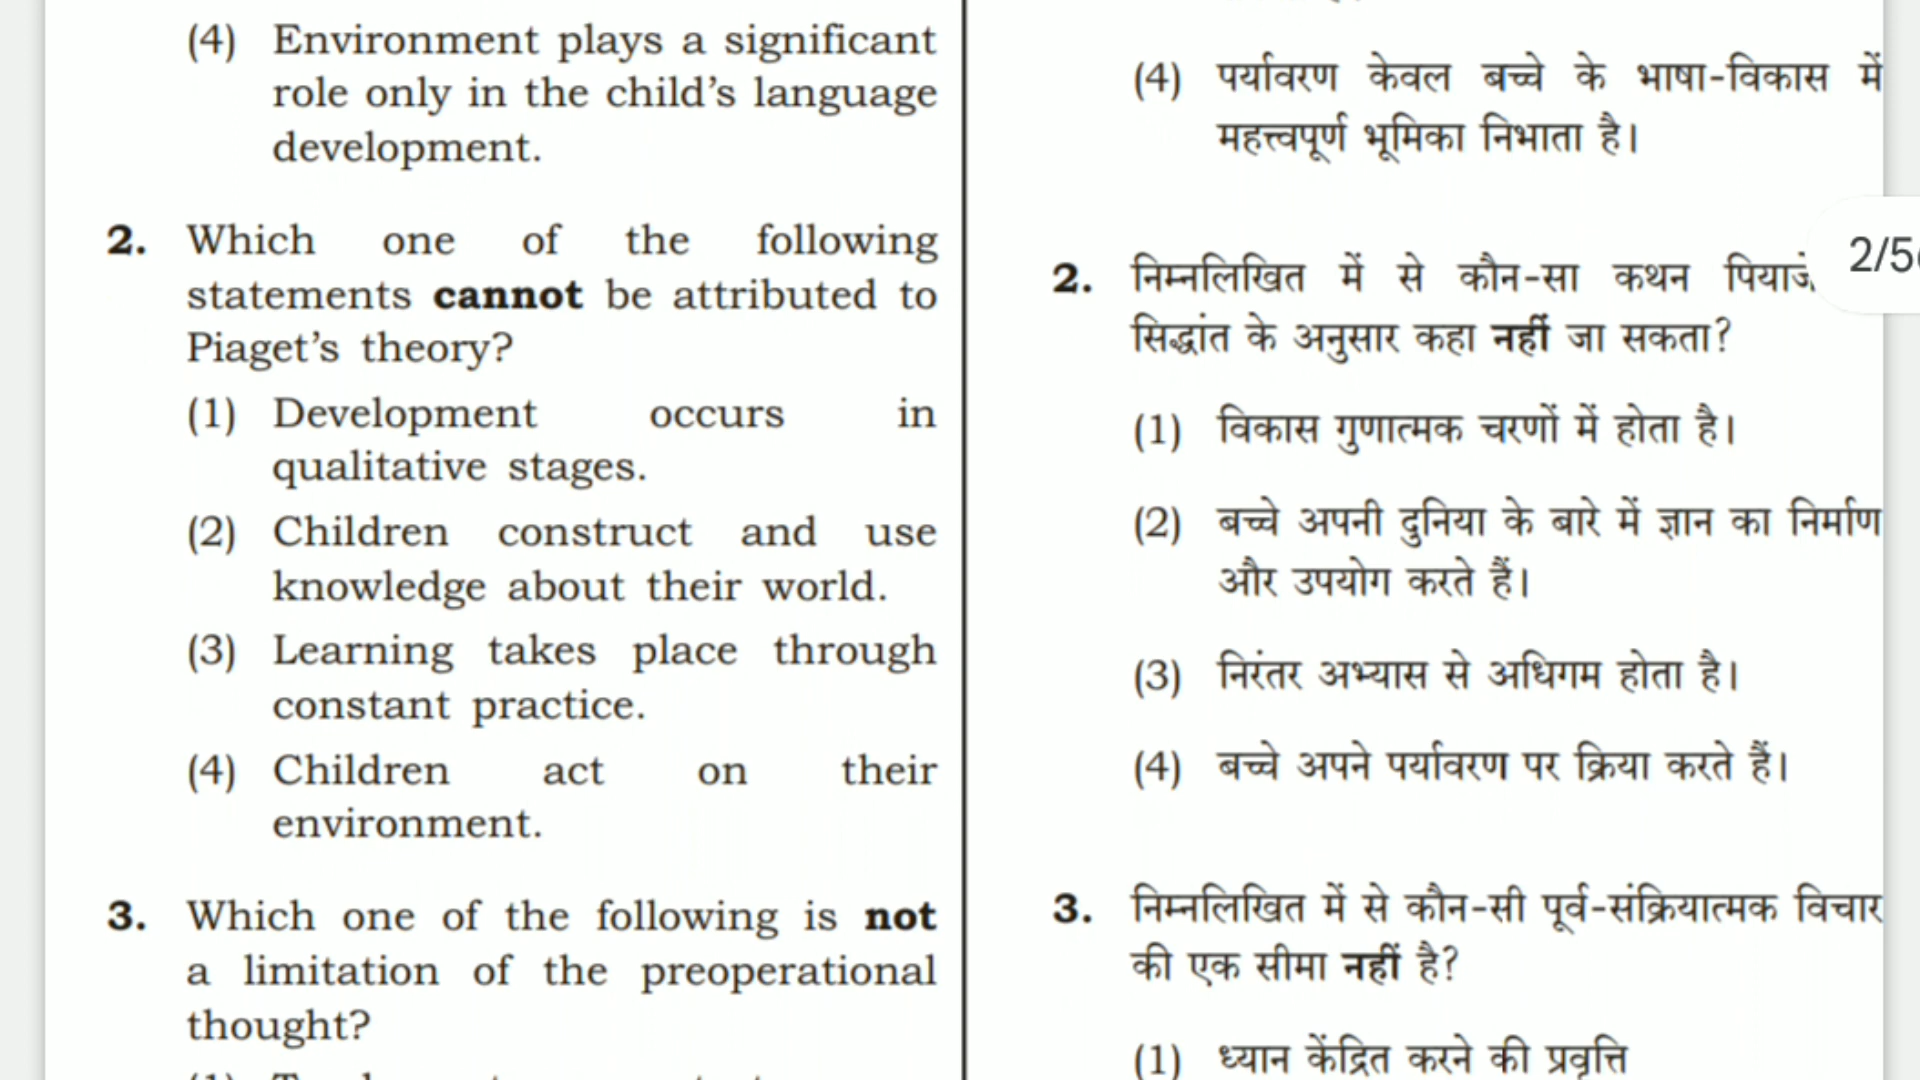 (4) Environment plays a significant
role only in the child’s language
development.
2. Which one of the following
statements cannot be attributed to
Piaget’s theory?
(1) Development occurs in
qualitative stages.
(2) Children construct and use
knowledge about their world.
(3) Learning takes place through
constant practice.
(4) Children act on their
environment.
3. Which one of the following is not
a limitation of the preoperational
thought?
(4) पर्यावरण केवल बच्चे के भाषा-विकास में
महत्त्वपूर्ण भूमिका निभाता है।
2. निम्नलिखित में से कौन-सा कथन
सिद्धांत के अनुसार कहा नहीं जा सकता?
(1) विकास गुणात्मक चरणों में होता है।
(2) बच्चे अपनी दुनिया के बारे में ज्ञान का निर्माण
और उपयोग करते हैं।
(3) निरंतर अभ्यास से अधिगम होता है।
(4) बच्चे अपने पर्यावरण पर क्रिया करते हैं।
3. निम्नलिखित में से कौन-सी पूर्व-संक्रियात्मक विचार
की एक सीमा नहीं है?
(1) ध्यान केंद्रित करने की प्रवृत्ति